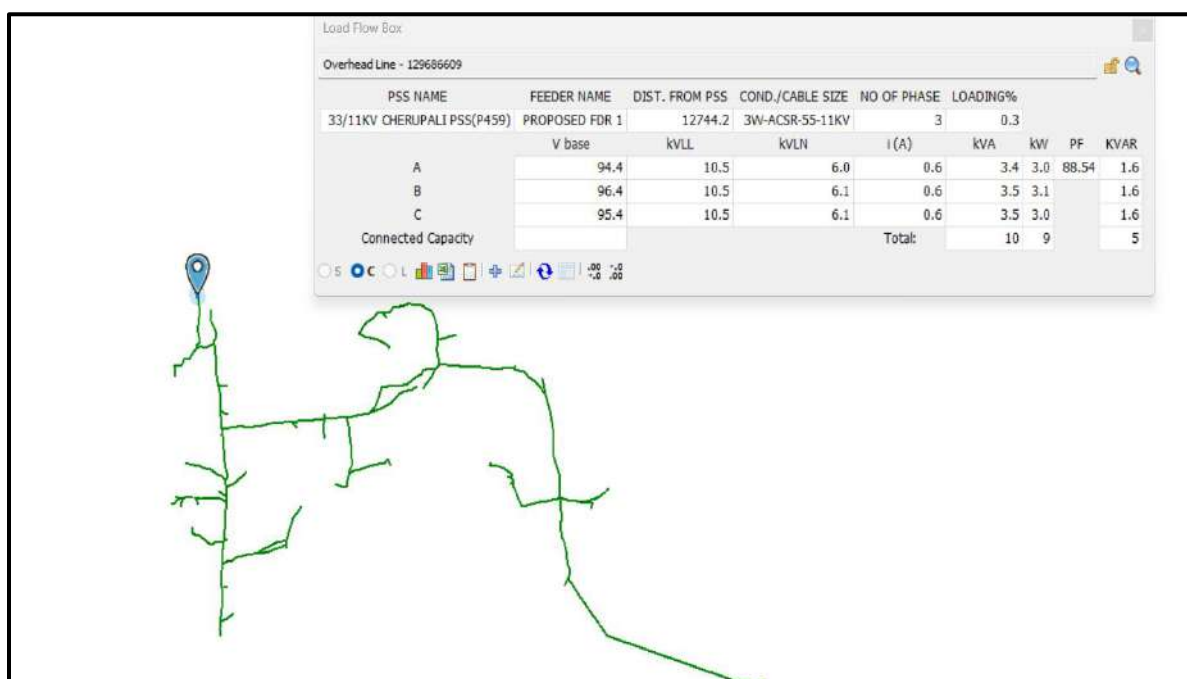 Load Flow Box
Overhead Line - 129686609
PSS NAME FEEDER NAME DIST. FROM PSS COND./CABLE SIZE NO OF PHASE LOADING%
33/11KV CHERUPALI PSS(P459) PROPOSED FDR 1 12744.2 3W-ACSR-55-11KV 3 0.3
V base kVLL kVLN i (A) kVA kW PF KVAR
A 94.4 10.5 6.0 0.6 3.4 3.0 88.54 1.6
B 96.4 10.5 6.1 0.6 3.5 3.1 1.6
C 95.4 10.5 6.1 0.6 3.5 3.0 1.6
Connected Capacity Total: 10 9 5
S C L